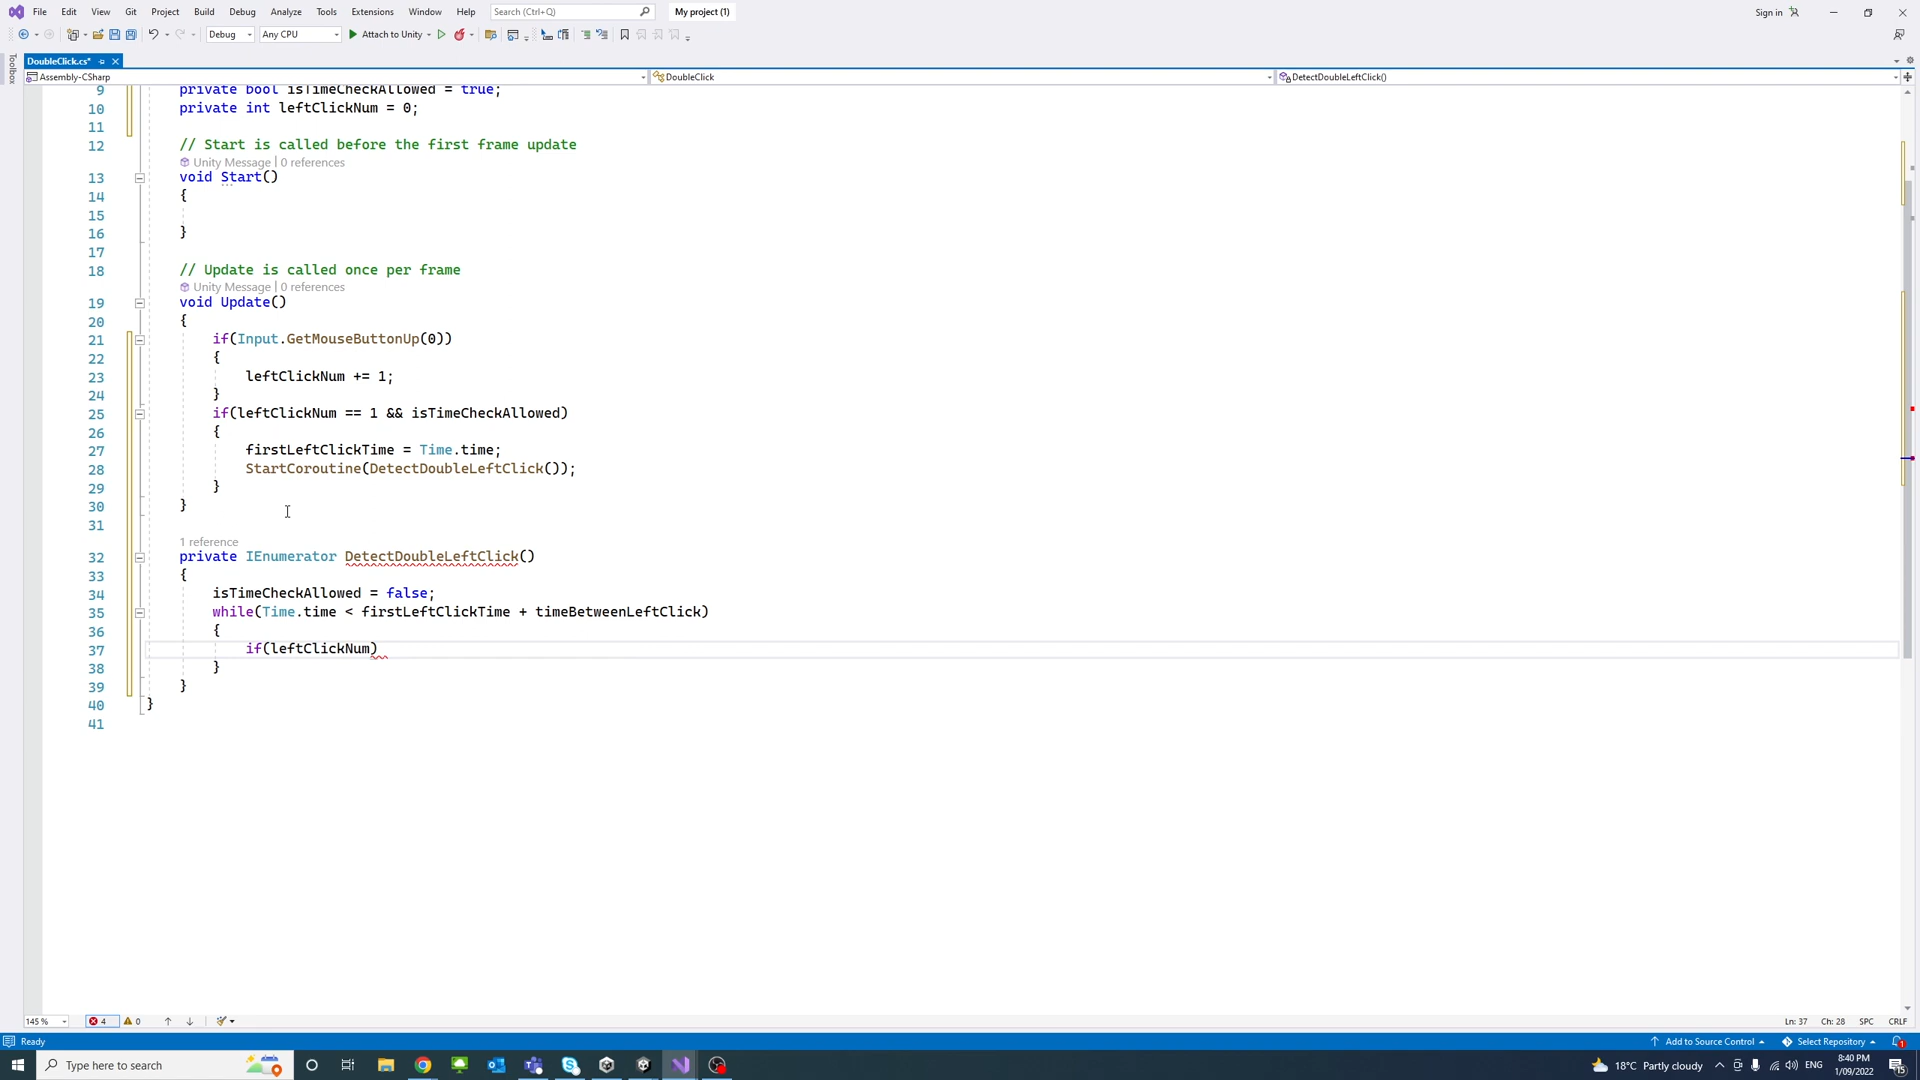 File Edit View Git Project Build Debug Analyze Tools Extensions Window Help Search (Ctrl+Q) My project (1) Sign in
Debug Any CPU Attach to Unity
Toolbox
DoubleClick.cs*
Assembly-CSharp DoubleClick DetectDoubleLeftClick()
9 private bool isTimeCheckAllowed = true;
10 private int leftClickNum = 0;
11
12 // Start is called before the first frame update
Unity Message | 0 references
13 void Start()
14 {
15
16 }
17
18 // Update is called once per frame
Unity Message | 0 references
19 void Update()
20 {
21 if(Input.GetMouseButtonUp(0))
22 {
23 leftClickNum += 1;
24 }
25 if(leftClickNum == 1 && isTimeCheckAllowed)
26 {
27 firstLeftClickTime = Time.time;
28 StartCoroutine(DetectDoubleLeftClick());
29 }
30 }
31
1 reference
32 private IEnumerator DetectDoubleLeftClick()
33 {
34 isTimeCheckAllowed = false;
35 while(Time.time < firstLeftClickTime + timeBetweenLeftClick)
36 {
37 if(leftClickNum)
38 }
39 }
40 }
41
145 % 4 0 Ln: 37 Ch: 28 SPC CRLF
Ready Add to Source Control Select Repository 1
Type here to search 18°C Partly cloudy ENG 8:40 PM 1/09/2022 15